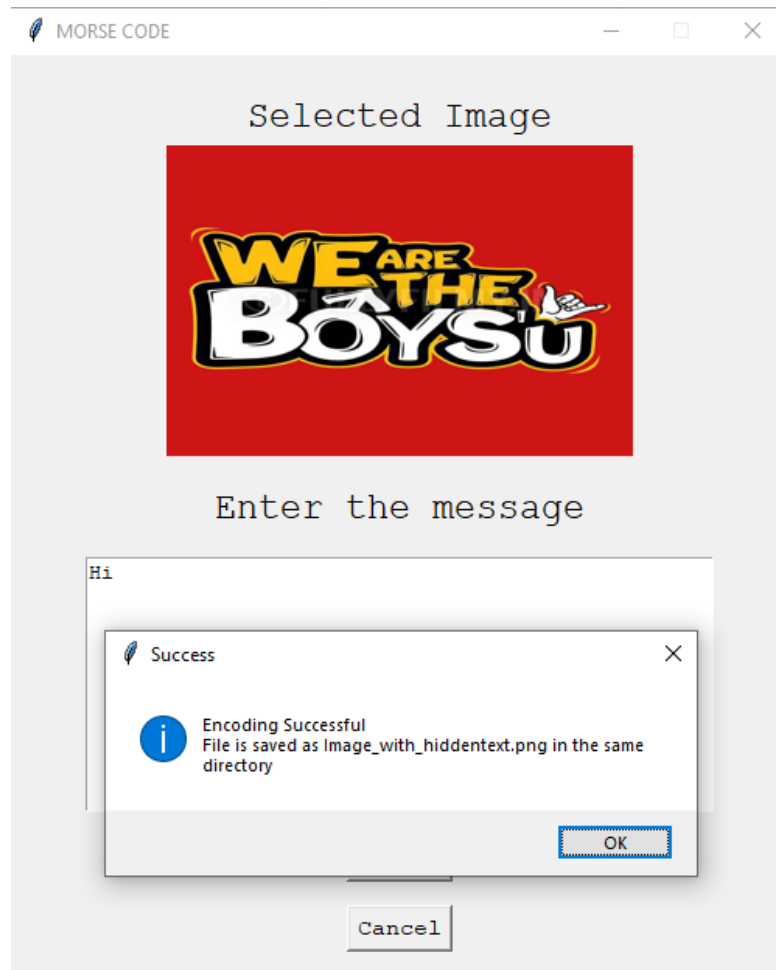 MORSE CODE
Selected Image
WE ARE
THE
BOYS'U
Enter the message
Hi
Success
Encoding Successful
File is saved as Image_with_hiddentext.png in the same
directory
OK
Cancel